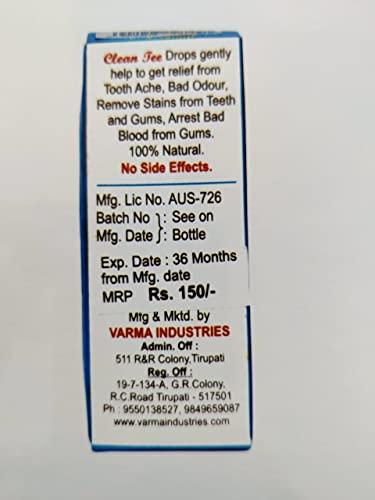 Clean Tee Drops gently
help to get relief from
Tooth Ache, Bad Odour,
Remove Stains from Teeth
and Gums, Arrest Bad
Blood from Gums.
100% Natural.
No Side Effects.
Mfg. Lic No. AUS-726
Batch No } : See on
Mfg. Date } : Bottle
Exp. Date : 36 Months
from Mfg. date
MRP Rs. 150/-
Mfg & Mktd. by
VARMA INDUSTRIES
Admin. Off :
511 R&R Colony,Tirupati
Reg. Off :
19-7-134-A, G.R.Colony,
R.C.Road Tirupati - 517501
Ph : 9550138527, 9849659087
www.varmaindustries.com